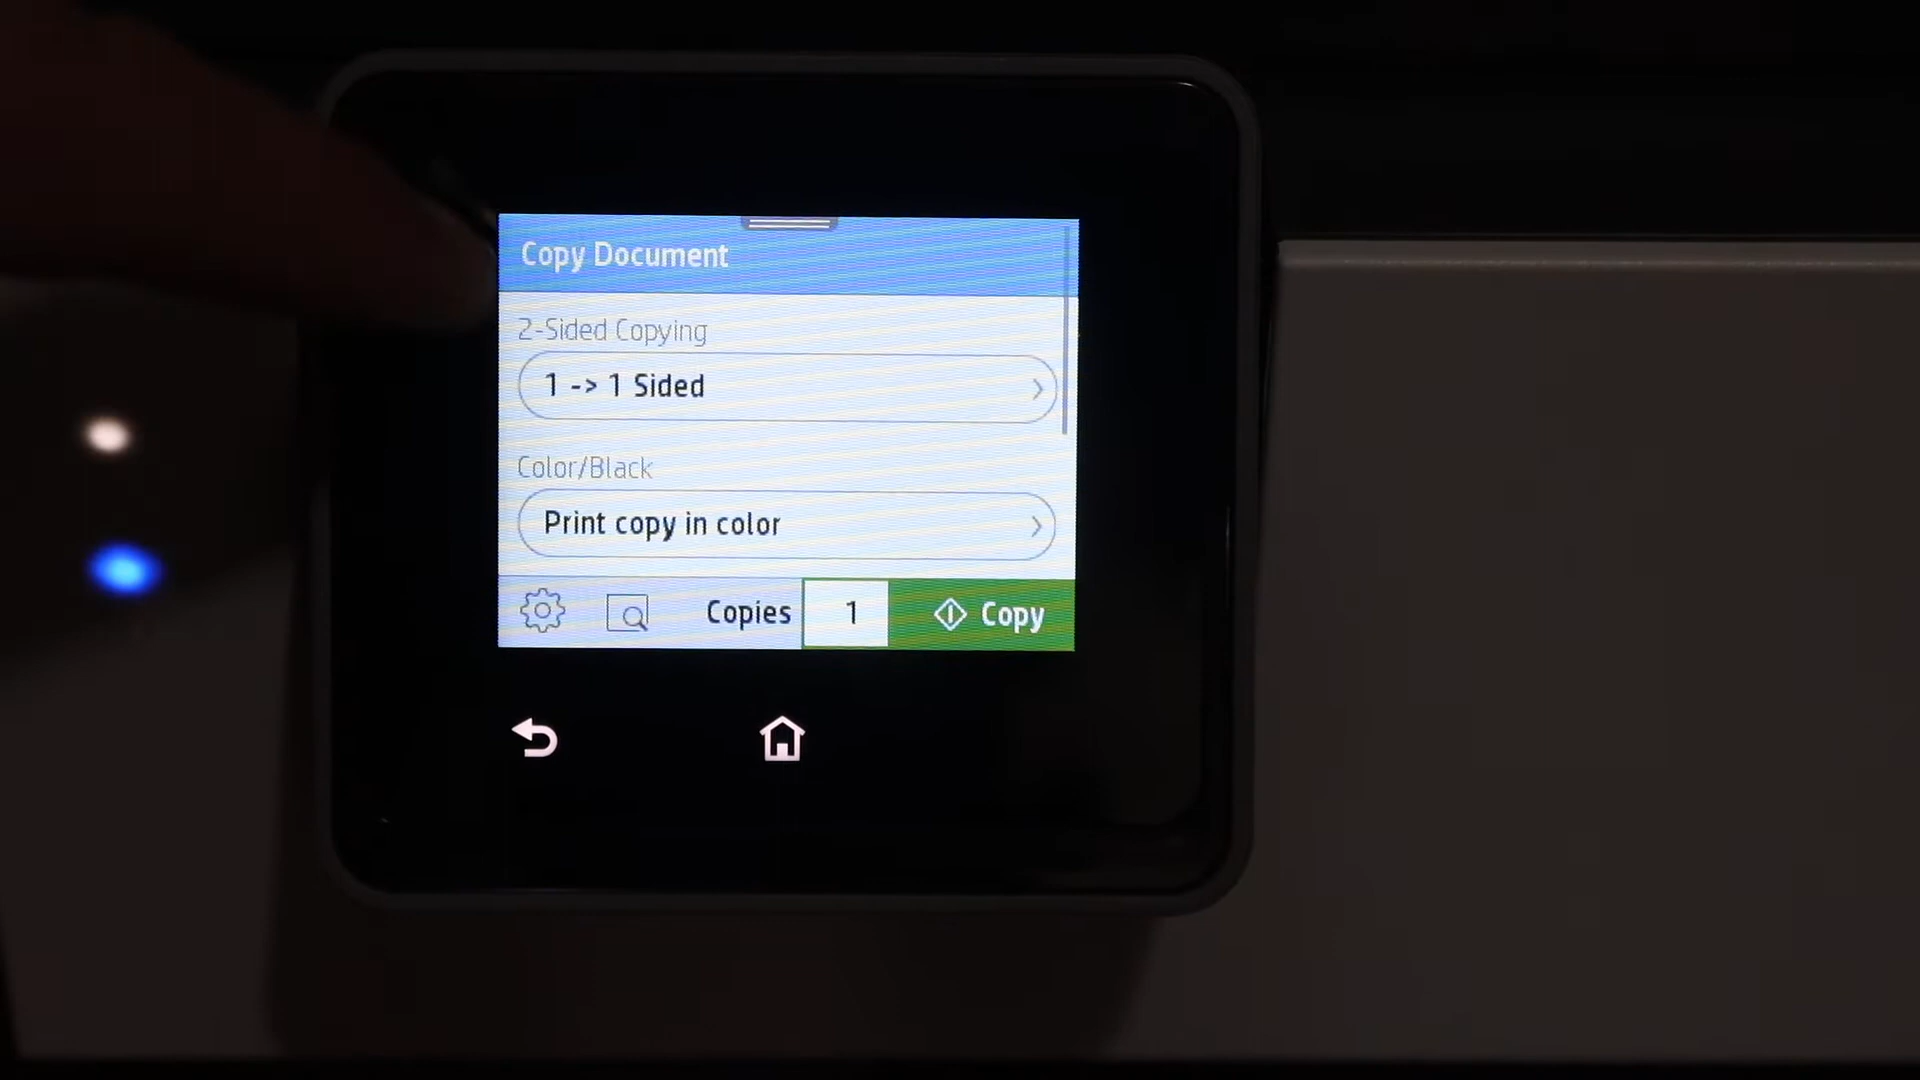 Copy Document
2-Sided Copying
1 -> 1 Sided
Color/Black
Print copy in color
Copies 1 Copy